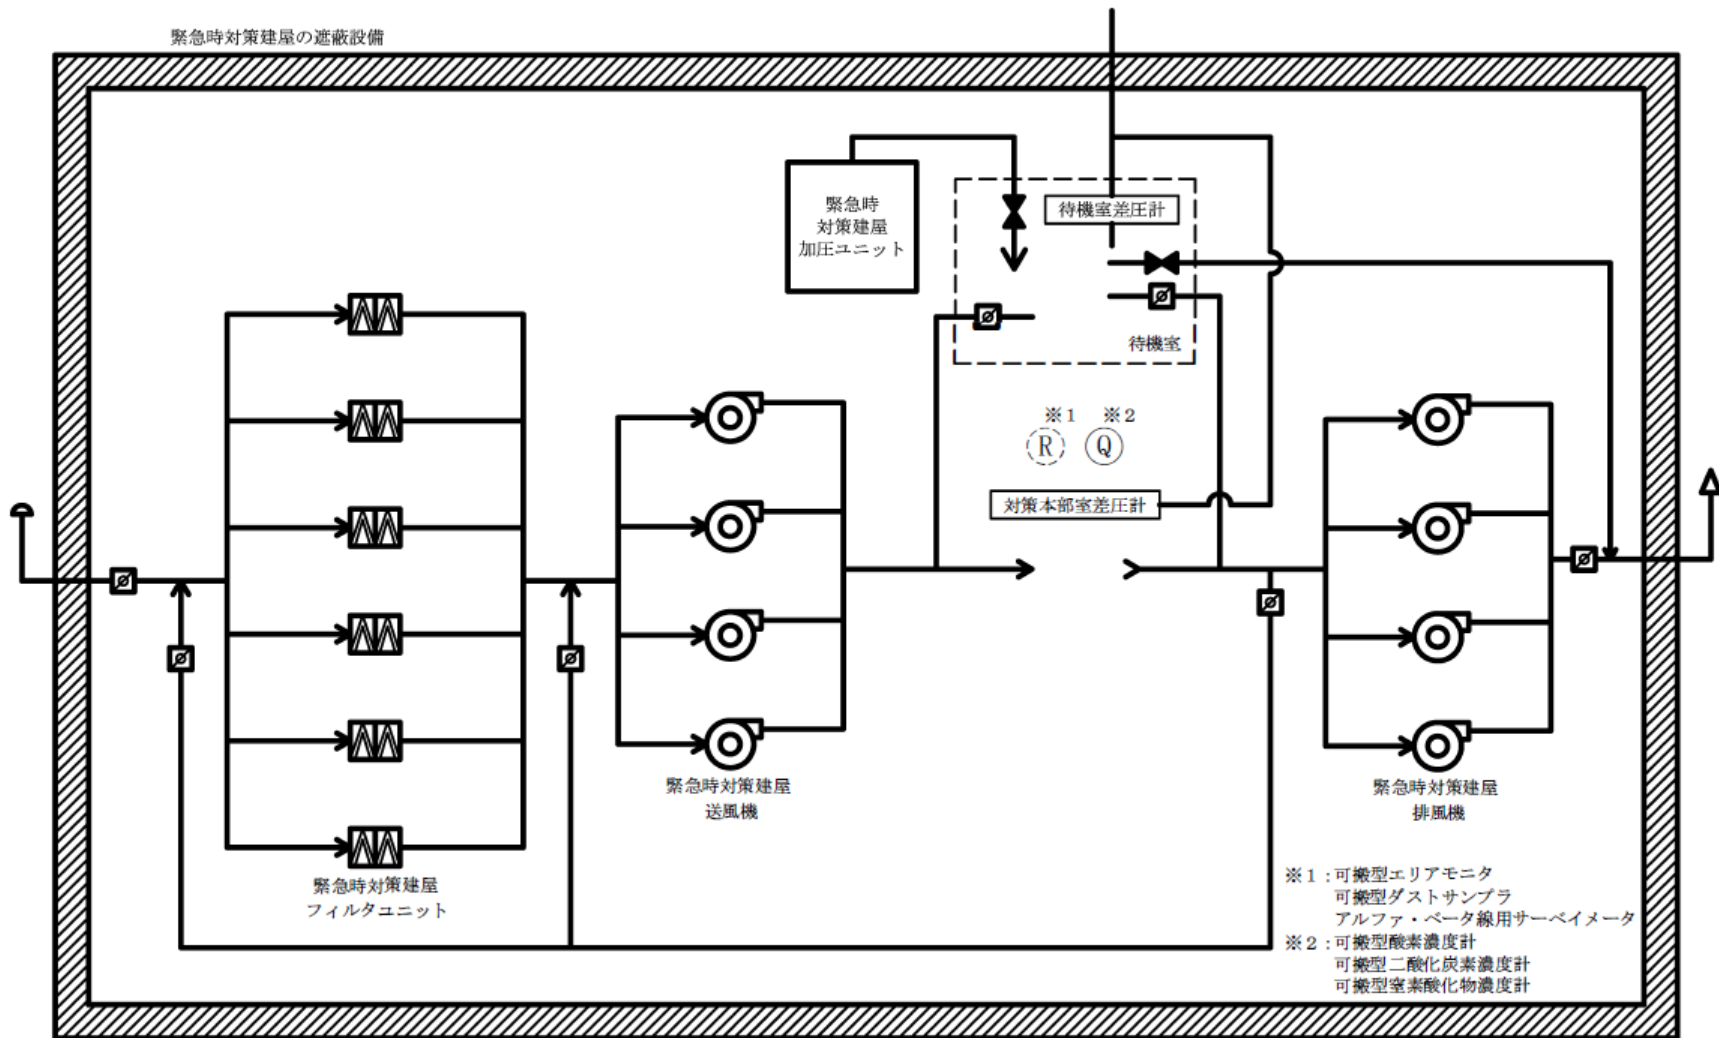 緊急時対策建屋の遮蔽設備
緊急時
対策建屋
加圧ユニット
待機室差圧計
待機室
※1 ※2
R Q
対策本部室差圧計
緊急時対策建屋
送風機
緊急時対策建屋
排風機
緊急時対策建屋
フィルタユニット
※1:可搬型エリアモニタ
可搬型ダストサンプラ
アルファ・ベータ線用サーベイメータ
※2:可搬型酸素濃度計
可搬型二酸化炭素濃度計
可搬型窒素酸化物濃度計